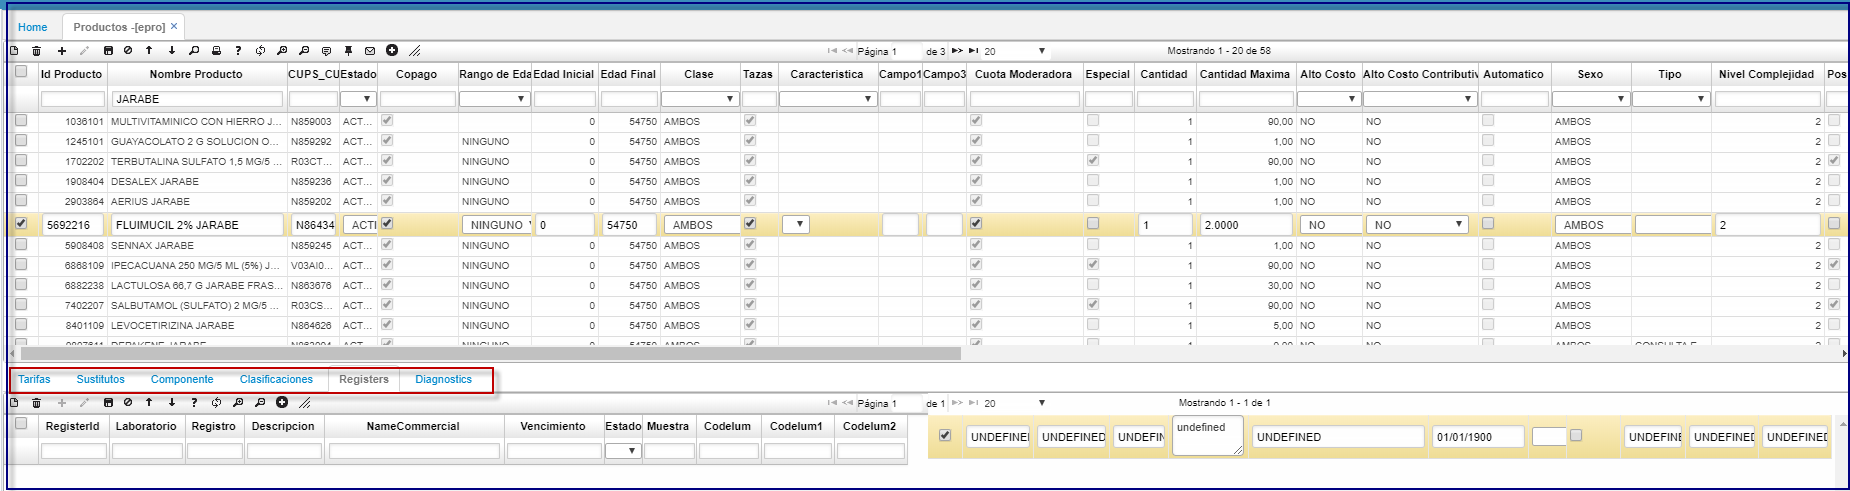 Home Productos -[epro] ×
Página 1 de 3 20 Mostrando 1 - 20 de 58
Id Producto Nombre Producto CUPS_CU Estado Copago Rango de Eda Edad Inicial Edad Final Clase Tazas Caracteristica Campo1 Campo3 Cuota Moderadora Especial Cantidad Cantidad Maxima Alto Costo Alto Costo Contributiv Automatico Sexo Tipo Nivel Complejidad Pos
JARABE
1036101 MULTIVITAMINICO CON HIERRO J... N859003 ACT... 0 54750 AMBOS 1 90,00 NO NO AMBOS 2
1245101 GUAYACOLATO 2 G SOLUCION O... N859292 ACT... NINGUNO 0 54750 AMBOS 1 1,00 NO NO AMBOS 2
1702202 TERBUTALINA SULFATO 1,5 MG/5 ... R03CT... ACT... NINGUNO 0 54750 AMBOS 1 90,00 NO NO AMBOS 2
1908404 DESALEX JARABE N859236 ACT... NINGUNO 0 54750 AMBOS 1 1,00 NO NO AMBOS 2
2903864 AERIUS JARABE N859202 ACT... NINGUNO 0 54750 AMBOS 1 1,00 NO NO AMBOS 2
5692216 FLUIMUCIL 2% JARABE N86434 ACTI NINGUNO 0 54750 AMBOS 1 2.0000 NO NO AMBOS 2
5908408 SENNAX JARABE N859245 ACT... NINGUNO 0 54750 AMBOS 1 1,00 NO NO AMBOS 2
6868109 IPECACUANA 250 MG/5 ML (5%) J... V03AI0... ACT... NINGUNO 0 54750 AMBOS 1 90,00 NO NO AMBOS 2
6882238 LACTULOSA 66,7 G JARABE FRAS... N863676 ACT... NINGUNO 0 54750 AMBOS 1 30,00 NO NO AMBOS 2
7402207 SALBUTAMOL (SULFATO) 2 MG/5 ... R03CS... ACT... NINGUNO 0 54750 AMBOS 1 90,00 NO NO AMBOS 2
8401109 LEVOCETIRIZINA JARABE N864626 ACT... NINGUNO 0 54750 AMBOS 1 5,00 NO NO AMBOS 2
Tarifas Sustitutos Componente Clasificaciones Registers Diagnostics
Página 1 de 1 20 Mostrando 1 - 1 de 1
RegisterId Laboratorio Registro Descripcion NameCommercial Vencimiento Estado Muestra Codelum Codelum1 Codelum2
UNDEFINED UNDEFINED UNDEFIN undefined UNDEFINED 01/01/1900 UNDEFINE UNDEFINED UNDEFINED